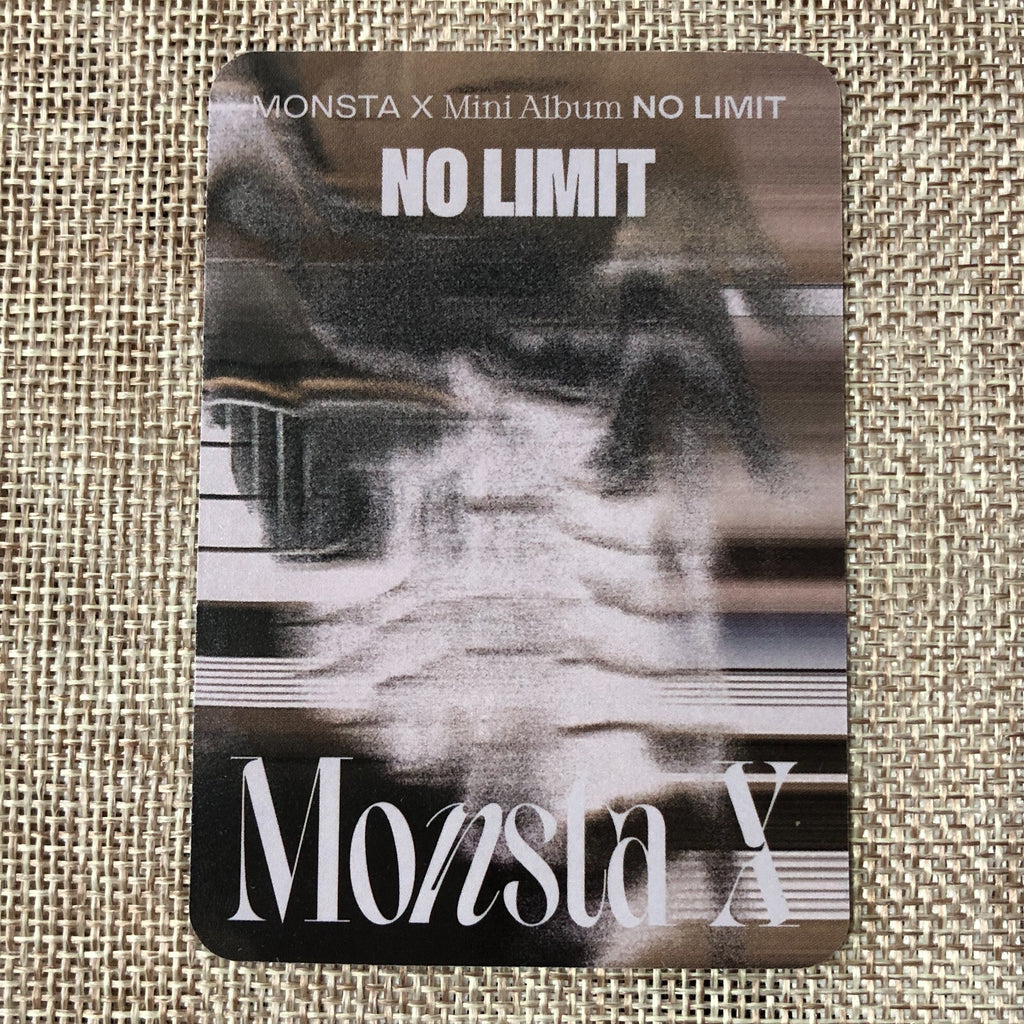 MONSTA X Mini Album NO LIMIT
NO LIMIT
Monsta X